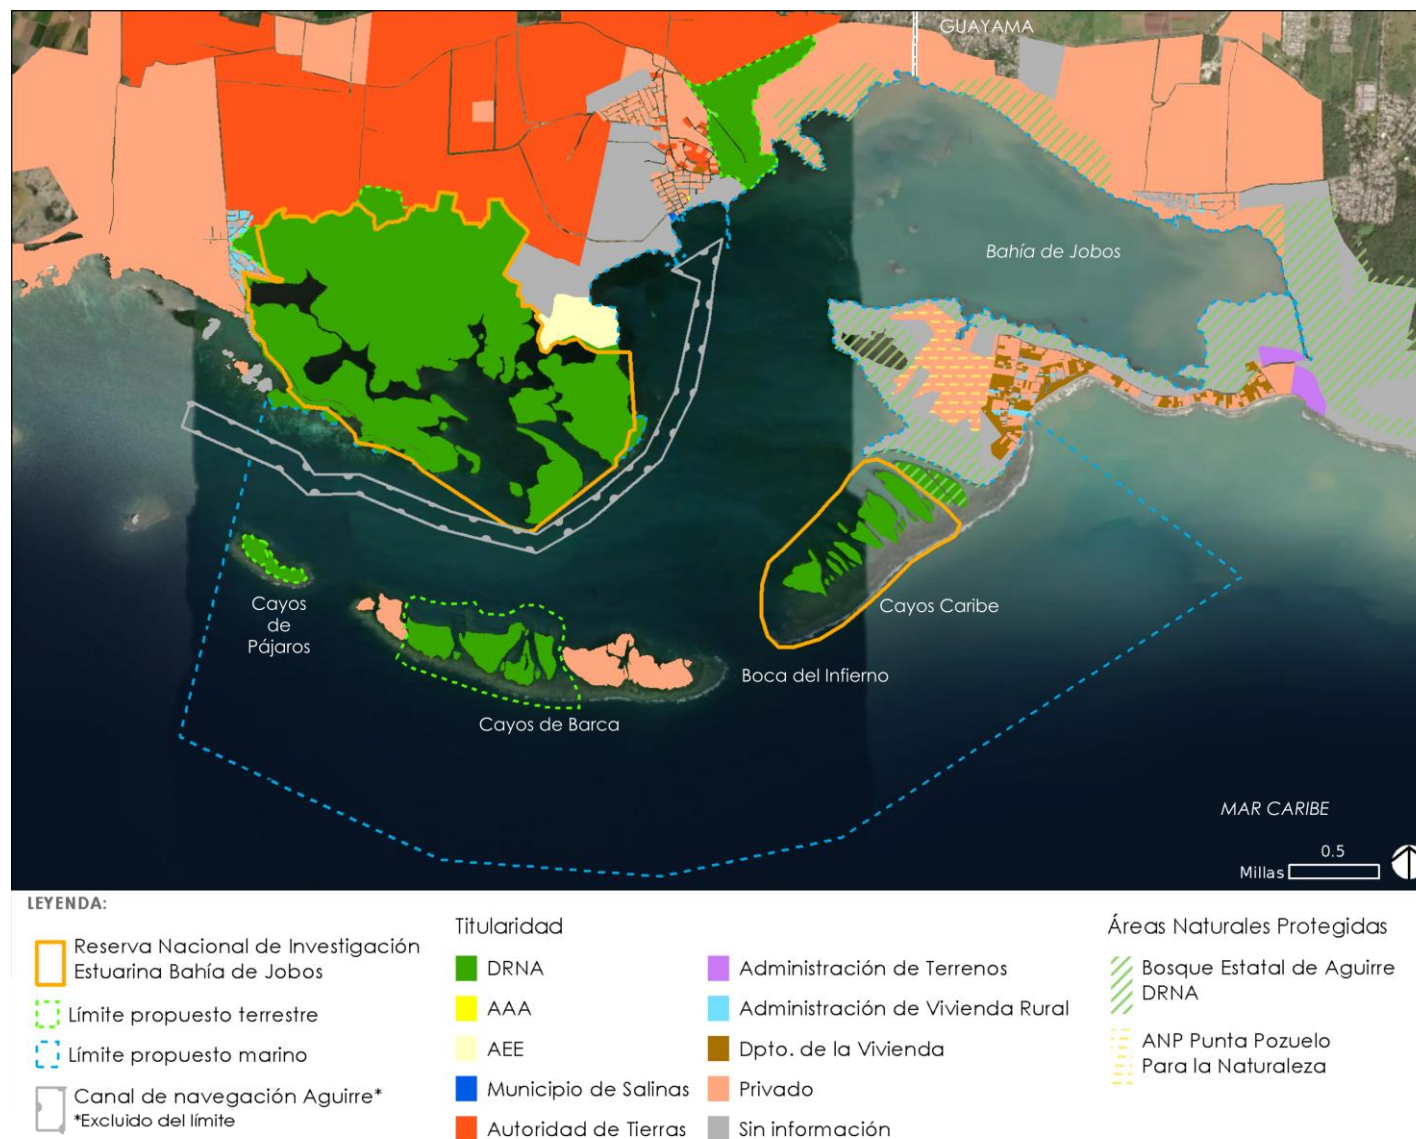 GUAYAMA
Bahía de Jobos
Cayos
de
Pájaros
Cayos Caribe
Boca del Infierno
Cayos de Barca
MAR CARIBE
0.5
Millas
LEYENDA:
Reserva Nacional de Investigación
Estuarina Bahía de Jobos
Límite propuesto terrestre
Límite propuesto marino
Canal de navegación Aguirre*
*Excluido del límite
Titularidad
DRNA
AAA
AEE
Municipio de Salinas
Autoridad de Tierras
Administración de Terrenos
Administración de Vivienda Rural
Dpto. de la Vivienda
Privado
Sin información
Áreas Naturales Protegidas
Bosque Estatal de Aguirre
DRNA
ANP Punta Pozuelo
Para la Naturaleza